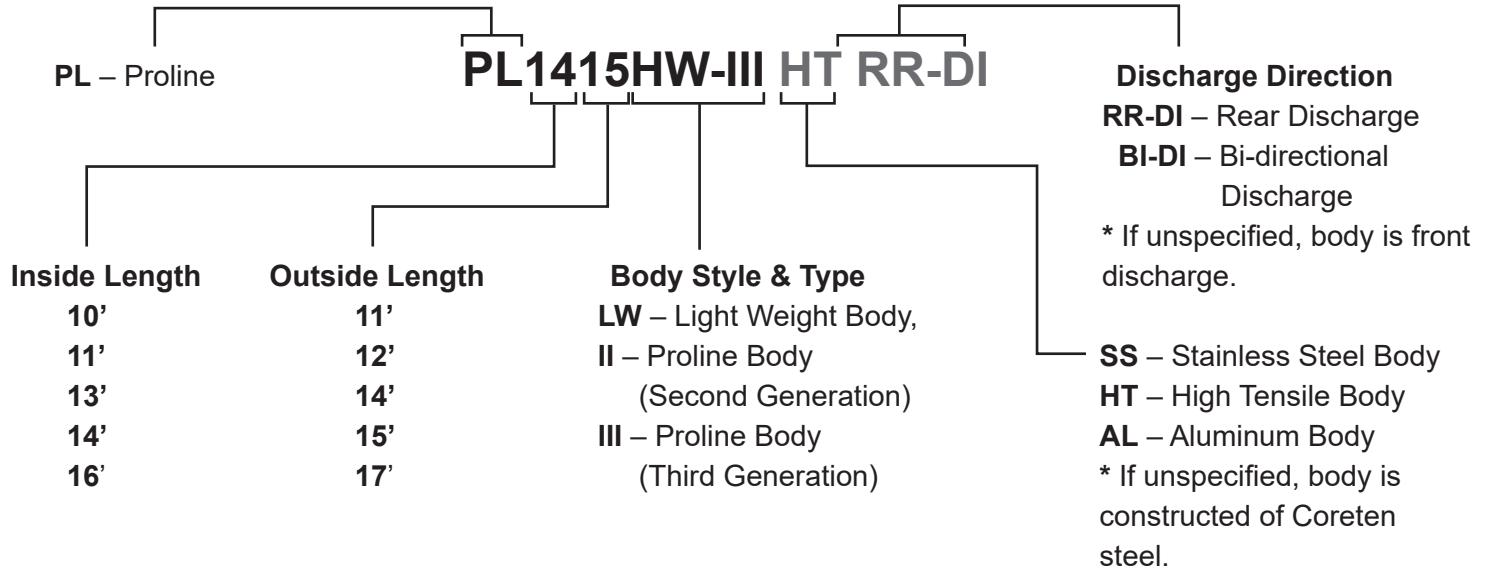 PL – Proline
PL1415HW-III HT RR-DI
Discharge Direction
RR-DI – Rear Discharge
BI-DI – Bi-directional
Discharge
* If unspecified, body is front
discharge.
Inside Length
10’
11’
13’
14’
16’
Outside Length
11’
12’
14’
15’
17’
Body Style & Type
LW – Light Weight Body,
II – Proline Body
(Second Generation)
III – Proline Body
(Third Generation)
SS – Stainless Steel Body
HT – High Tensile Body
AL – Aluminum Body
* If unspecified, body is
constructed of Coreten
steel.